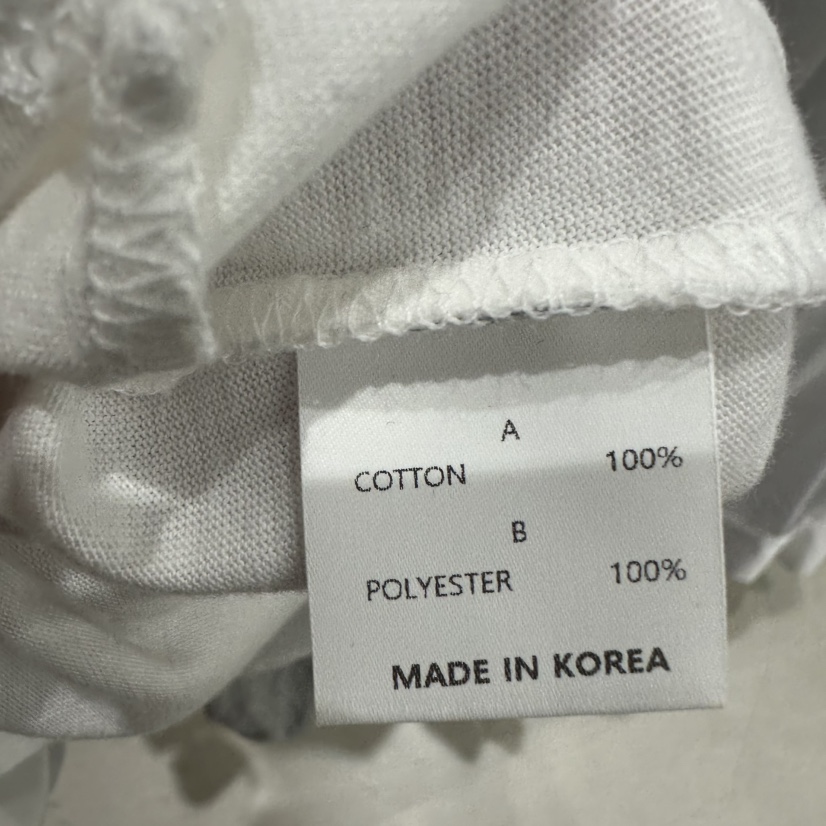 A
COTTON 100%
B
POLYESTER 100%
MADE IN KOREA